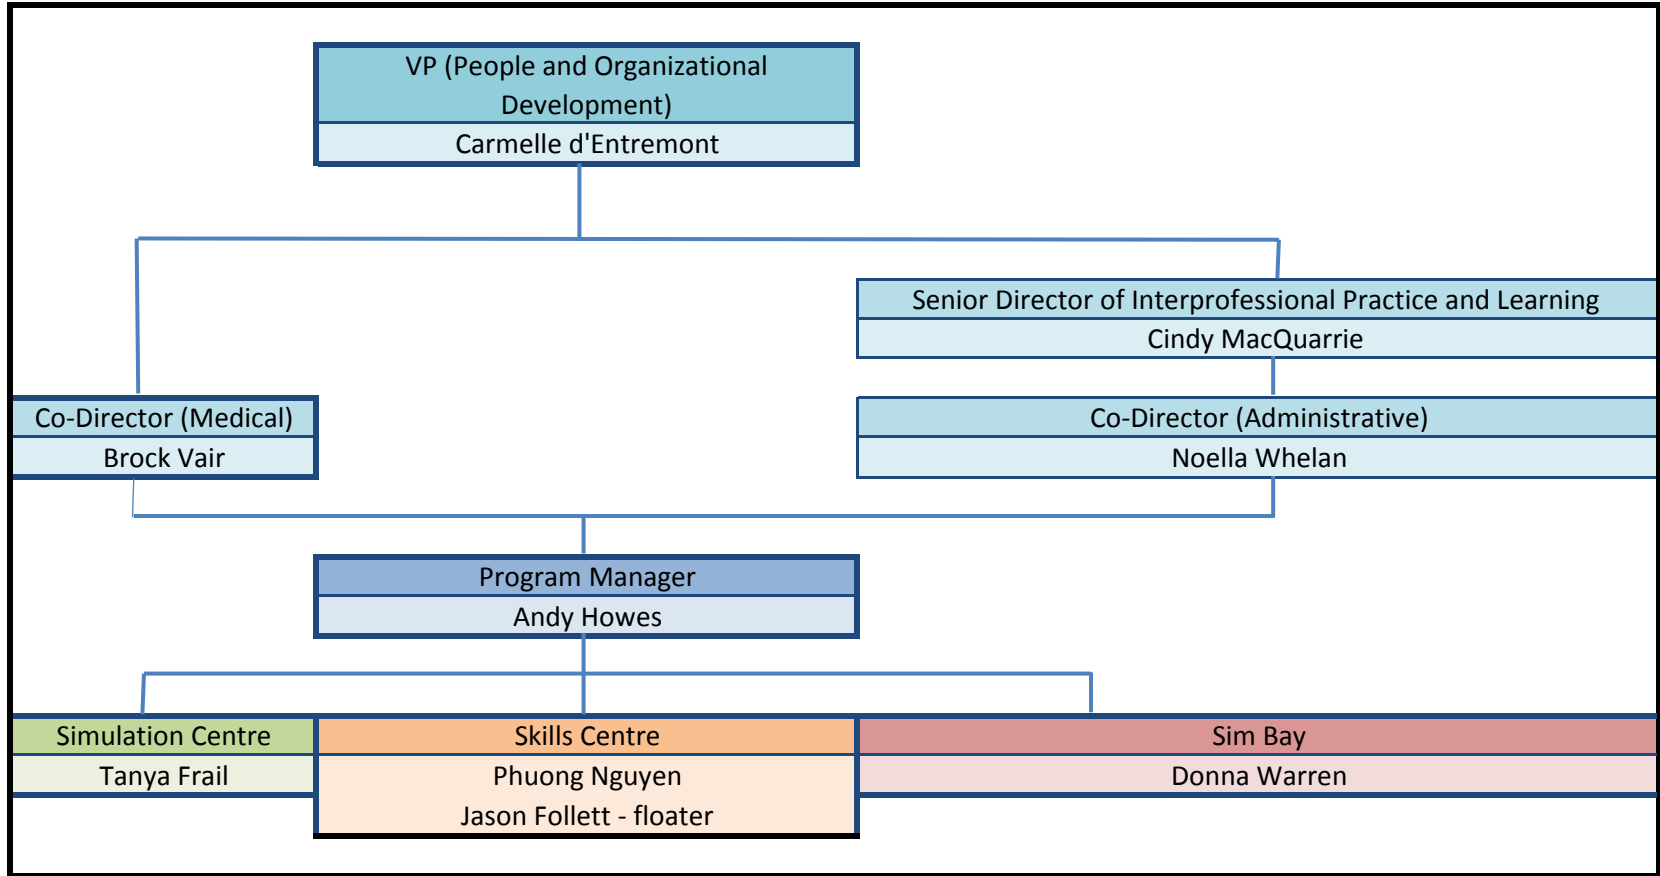 VP (People and Organizational
Development)
Carmelle d'Entremont
Senior Director of Interprofessional Practice and Learning
Cindy MacQuarrie
Co-Director (Medical)
Brock Vair
Co-Director (Administrative)
Noella Whelan
Program Manager
Andy Howes
Simulation Centre
Tanya Frail
Skills Centre
Phuong Nguyen
Jason Follett - floater
Sim Bay
Donna Warren